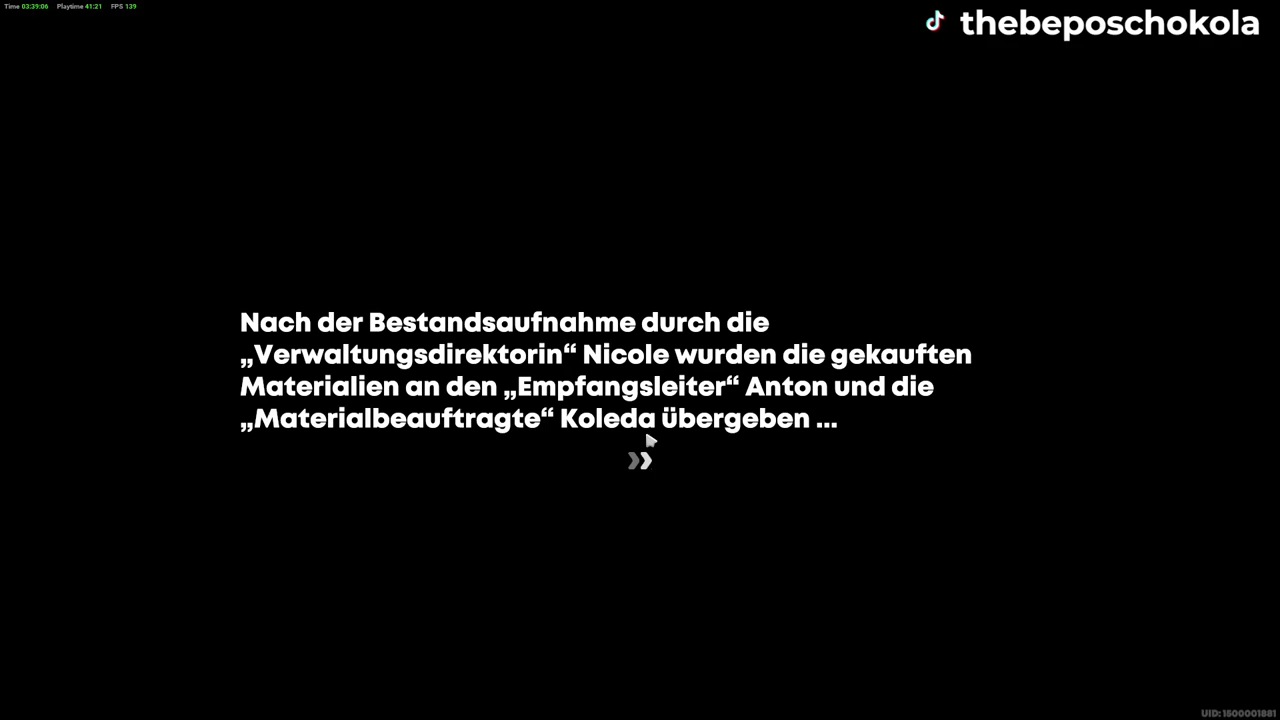 Time 03:39:06 Playtime 41:21 FPS 139
thebeposchokola
Nach der Bestandsaufnahme durch die
„Verwaltungsdirektorin“ Nicole wurden die gekauften
Materialien an den „Empfangsleiter“ Anton und die
„Materialbeauftragte“ Koleda übergeben ...
UID: 1500001881